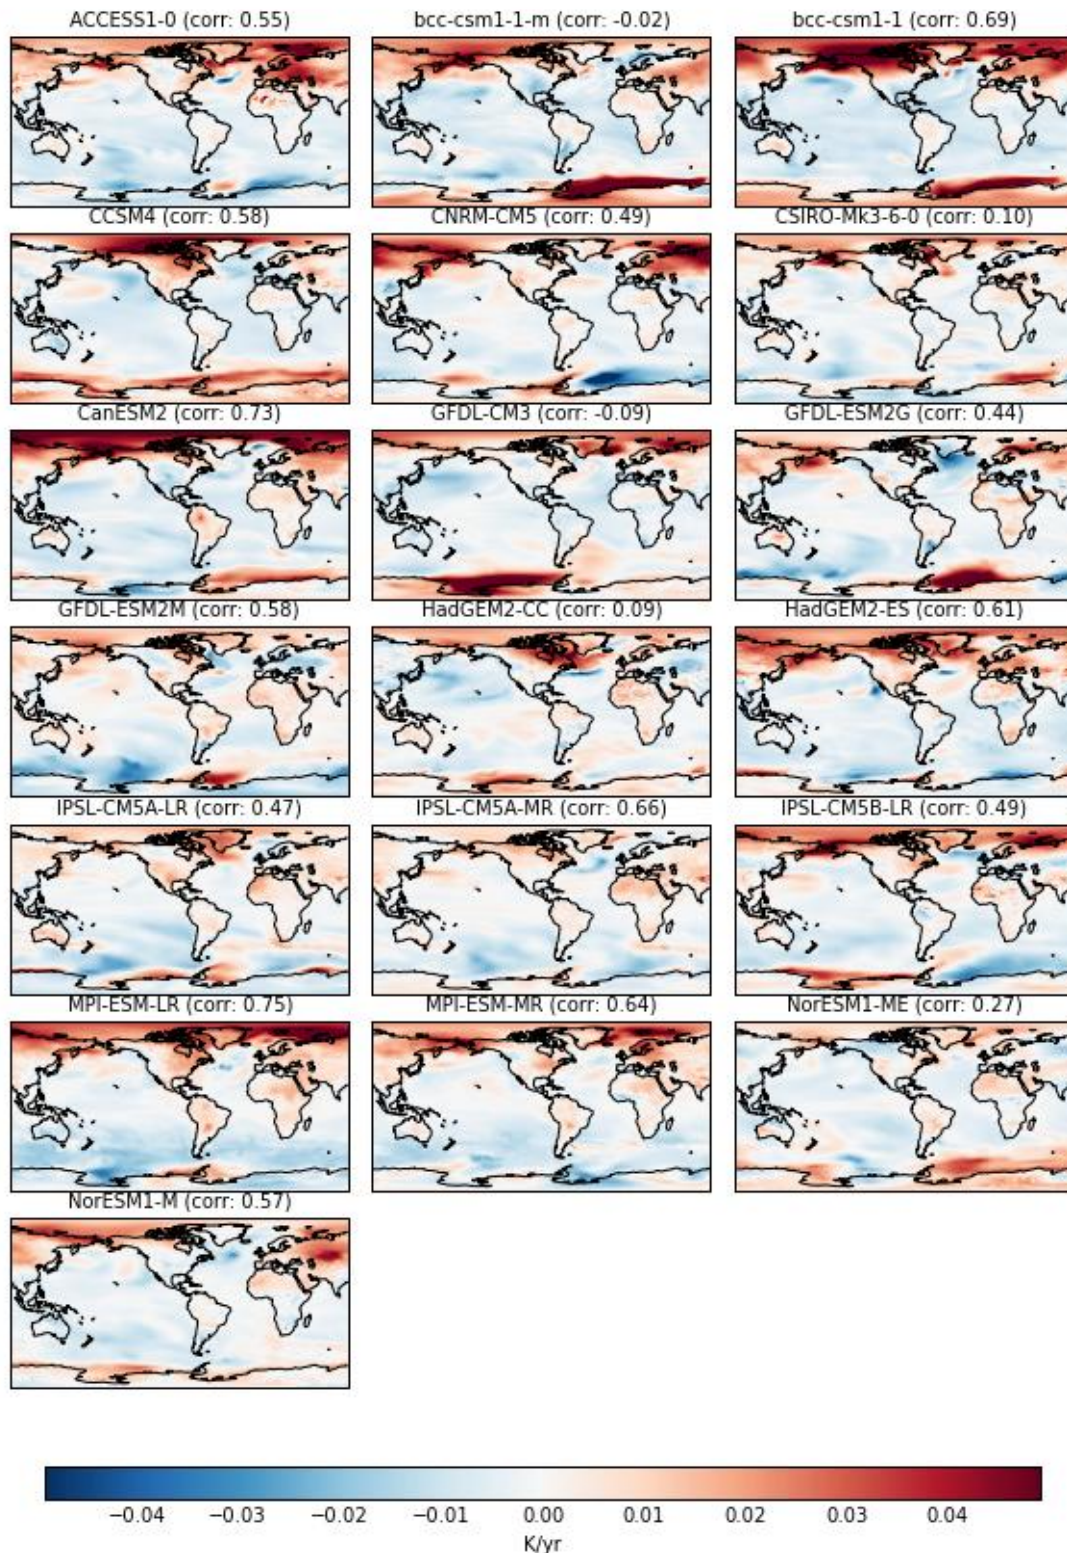 ACCESS1-0 (corr: 0.55) bcc-csm1-1-m (corr: -0.02) bcc-csm1-1 (corr: 0.69)
CCSM4 (corr: 0.58) CNRM-CM5 (corr: 0.49) CSIRO-Mk3-6-0 (corr: 0.10)
CanESM2 (corr: 0.73) GFDL-CM3 (corr: -0.09) GFDL-ESM2G (corr: 0.44)
GFDL-ESM2M (corr: 0.58) HadGEM2-CC (corr: 0.09) HadGEM2-ES (corr: 0.61)
IPSL-CM5A-LR (corr: 0.47) IPSL-CM5A-MR (corr: 0.66) IPSL-CM5B-LR (corr: 0.49)
MPI-ESM-LR (corr: 0.75) MPI-ESM-MR (corr: 0.64) NorESM1-ME (corr: 0.27)
NorESM1-M (corr: 0.57)
−0.04 −0.03 −0.02 −0.01 0.00 0.01 0.02 0.03 0.04
K/yr